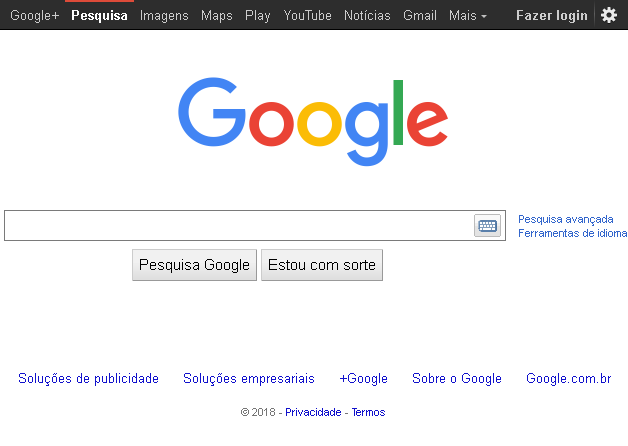 Google+ Pesquisa Imagens Maps Play YouTube Notícias Gmail Mais Fazer login
Google
Pesquisa avançada
Ferramentas de idioma
Pesquisa Google Estou com sorte
Soluções de publicidade Soluções empresariais +Google Sobre o Google Google.com.br
© 2018 - Privacidade - Termos